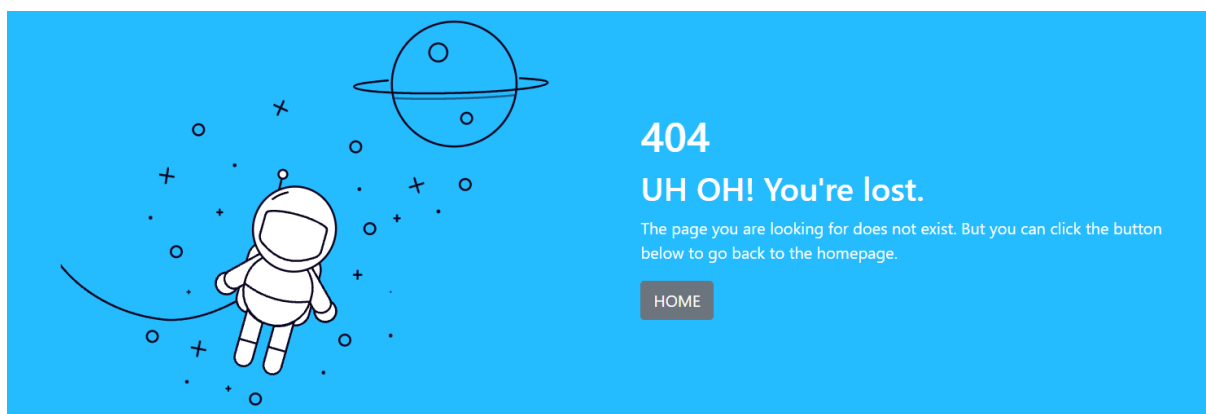 404
UH OH! You're lost.
The page you are looking for does not exist. But you can click the button
below to go back to the homepage.
HOME